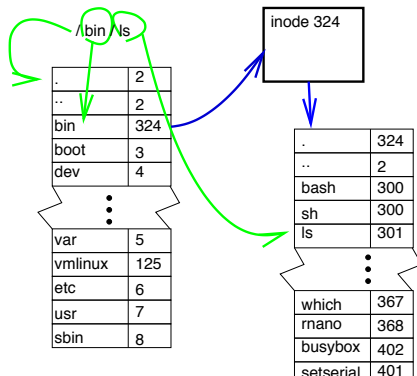 / bin / ls
. 2
.. 2
bin 324
boot 3
dev 4
var 5
vmlinux 125
etc 6
usr 7
sbin 8
inode 324
. 324
.. 2
bash 300
sh 300
ls 301
which 367
rnano 368
busybox 402
setserial 401